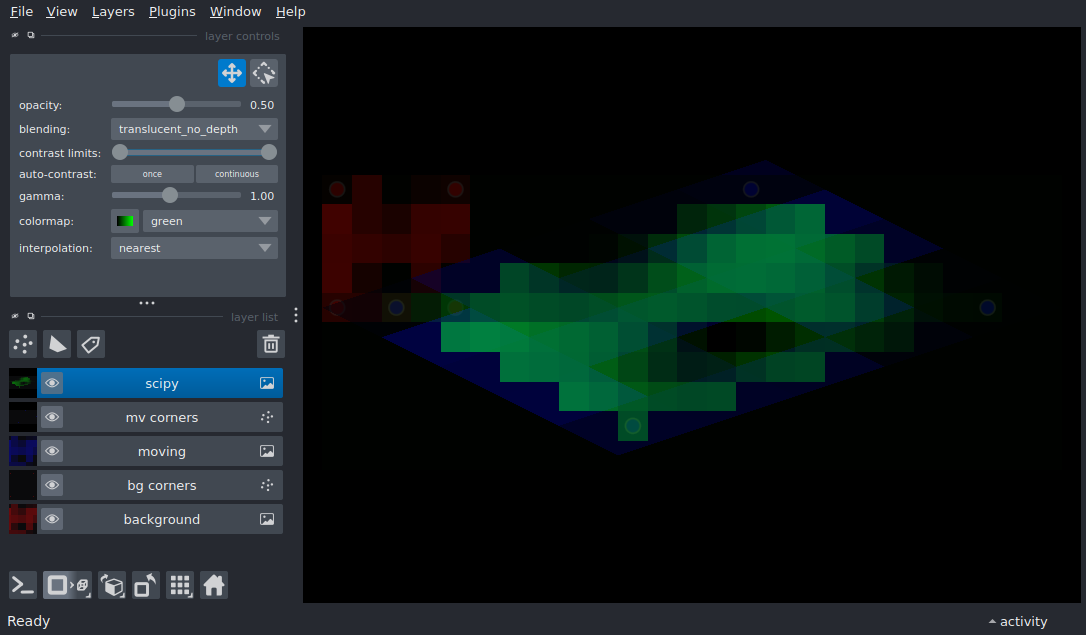 File View Layers Plugins Window Help
layer controls
opacity: 0.50
blending: translucent_no_depth
contrast limits:
auto-contrast: once continuous
gamma: 1.00
colormap: green
interpolation: nearest
layer list
scipy
mv corners
moving
bg corners
background
Ready
activity